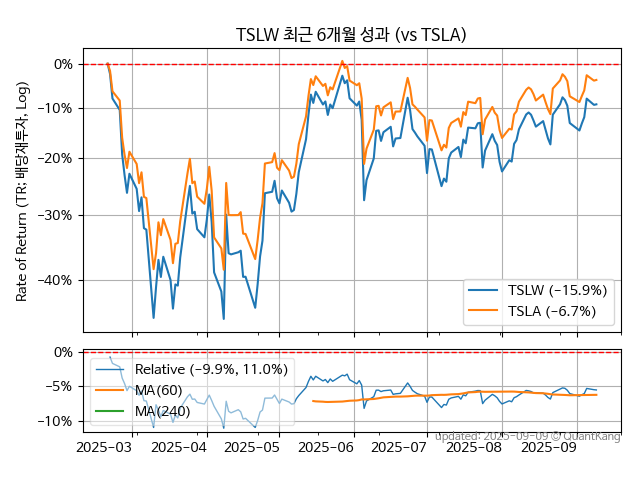 TSLW 최근 6개월 성과 (vs TSLA)
Rate of Return (TR: 배당재투자, Log)
0%
−10%
−20%
−30%
−40%
TSLW (−15.9%)
TSLA (−6.7%)
0%
−5%
−10%
Relative (−9.9%, 11.0%)
MA(60)
MA(240)
2025−03 2025−04 2025−05 2025−06 2025−07 2025−08 2025−09
updated: 2025−09−09 © QuantKang